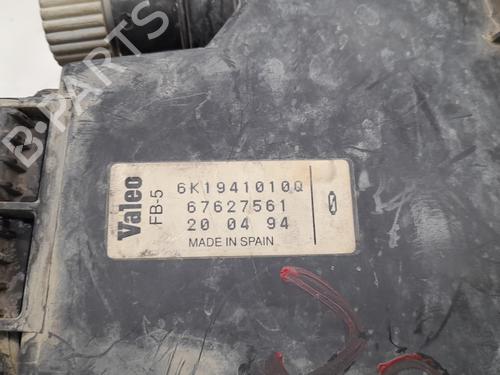 B-PARTS
Valeo
FB-5
6K1941010Q
67627561
20 04 94
MADE IN SPAIN